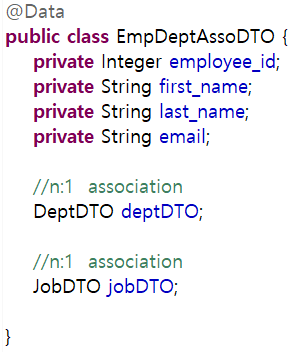 @Data
public class EmpDeptAssoDTO {
private Integer employee_id;
private String first_name;
private String last_name;
private String email;
//n:1 association
DeptDTO deptDTO;
//n:1 association
JobDTO jobDTO;
}